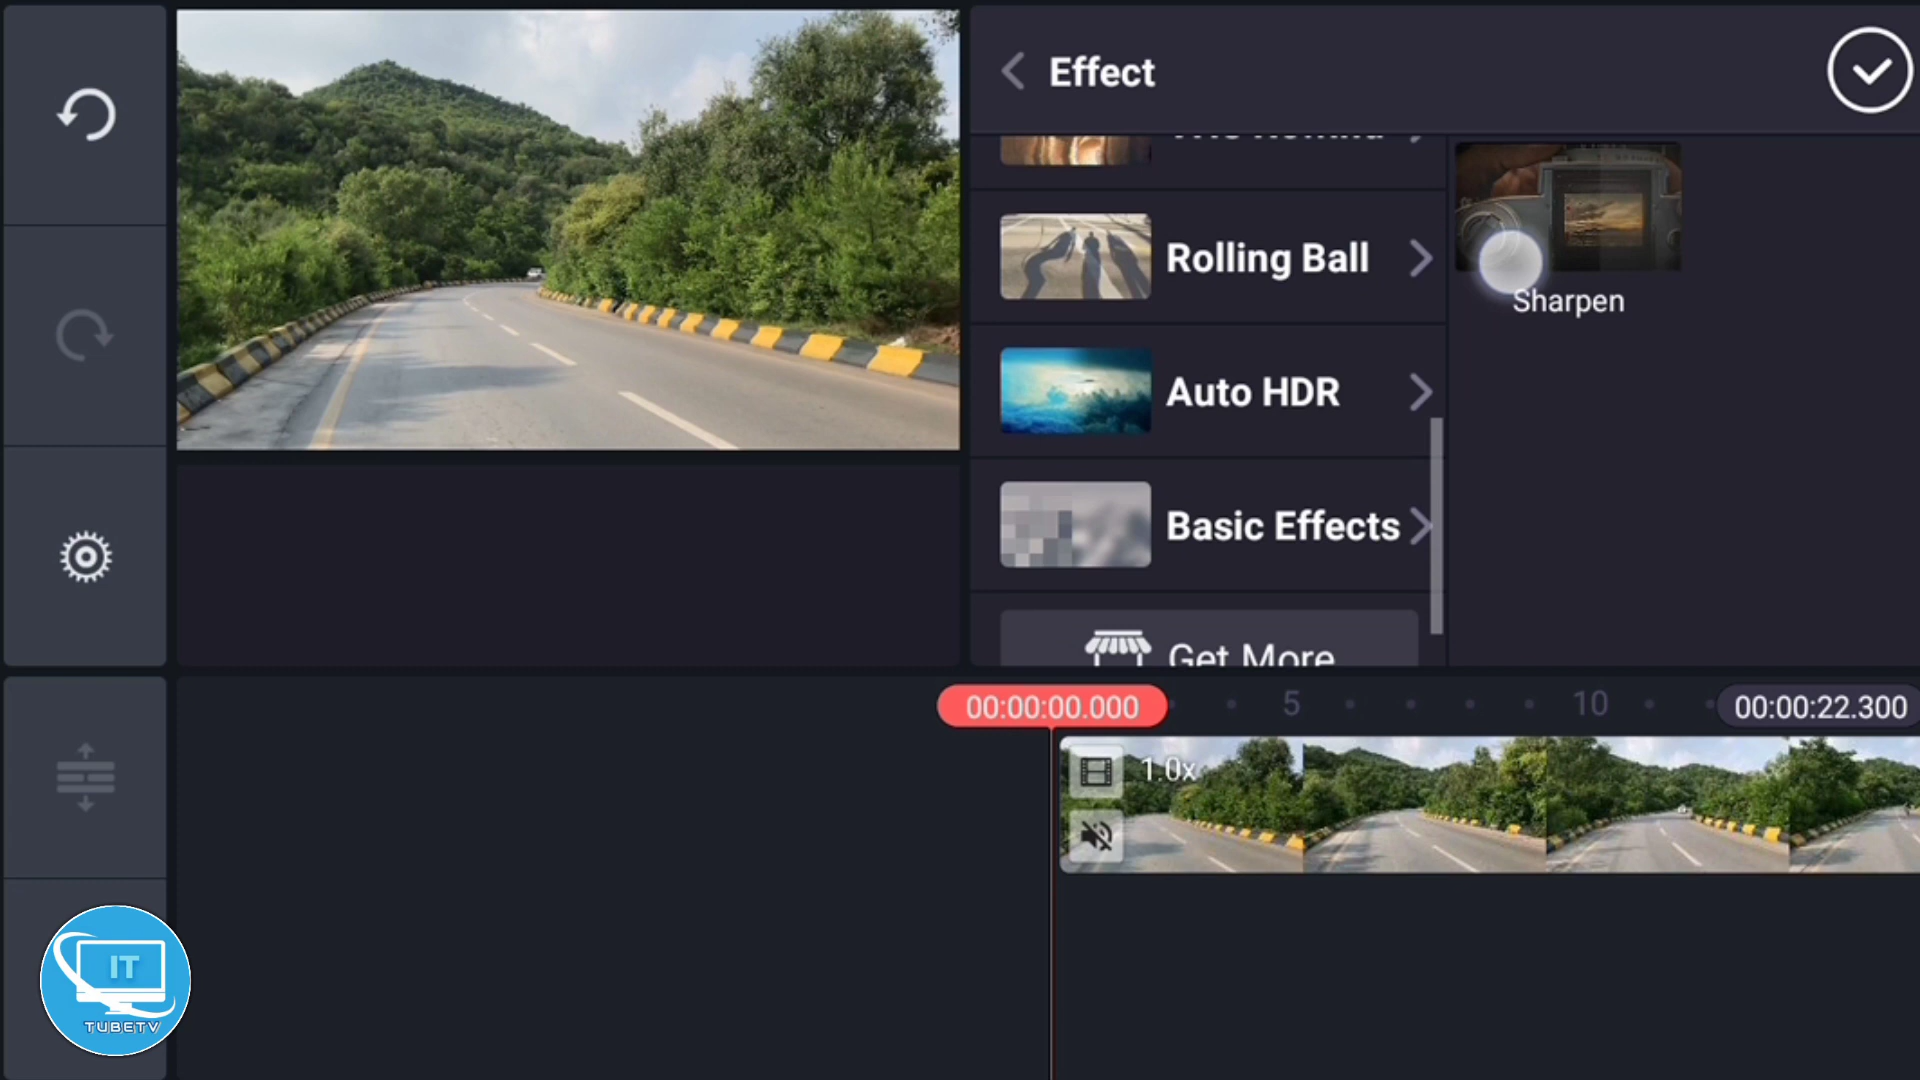 Effect
Rolling Ball
Auto HDR
Basic Effects
Get More
Sharpen
00:00:00.000
5
10
00:00:22.300
1.0x
IT
TUBETV